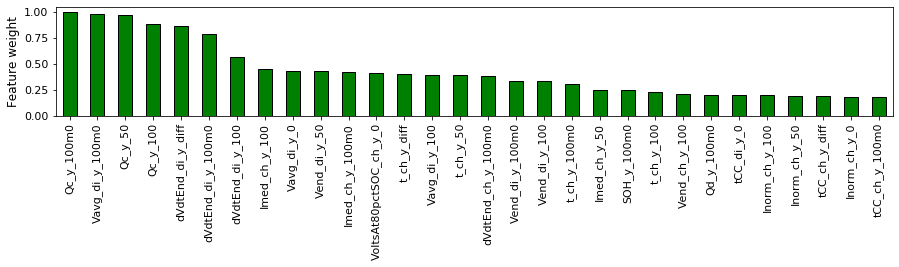 Feature weight
1.00
0.75
0.50
0.25
0.00
Qc_y_100m0
Vavg_di_y_100m0
Qc_y_50
Qc_y_100
dVdtEnd_di_y_diff
dVdtEnd_di_y_100m0
dVdtEnd_di_y_100
Imed_ch_y_100
Vavg_di_y_0
Vend_di_y_50
Imed_ch_y_100m0
VoltsAt80pctSOC_ch_y_0
t_ch_y_diff
Vavg_di_y_100
t_ch_y_50
dVdtEnd_ch_y_100m0
Vend_di_y_100m0
Vend_di_y_100
t_ch_y_100m0
Imed_ch_y_50
SOH_y_100m0
t_ch_y_100
Vend_ch_y_100m0
Qd_y_100m0
tCC_di_y_0
Inorm_ch_y_100
Inorm_ch_y_50
tCC_ch_y_diff
Inorm_ch_y_0
tCC_ch_y_100m0